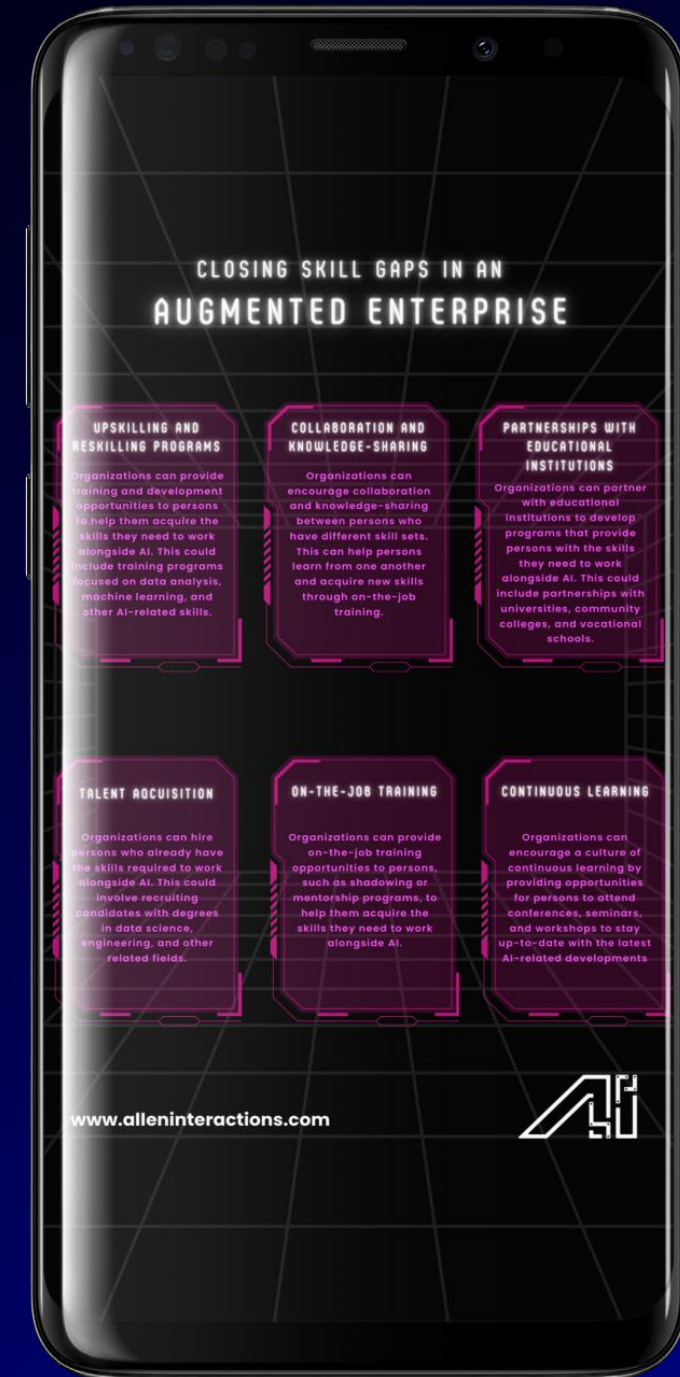 CLOSING SKILL GAPS IN AN
AUGMENTED ENTERPRISE
UPSKILLING AND
RESKILLING PROGRAMS
Organizations can provide
training and development
opportunities to persons
to help them acquire the
skills they need to work
alongside AI. This could
include training programs
focused on data analysis,
machine learning, and
other AI-related skills.
COLLABORATION AND
KNOWLEDGE-SHARING
Organizations can
encourage collaboration
and knowledge-sharing
between persons who
have different skill sets.
This can help persons
learn from one another
and acquire new skills
through on-the-job
training.
PARTNERSHIPS WITH
EDUCATIONAL
INSTITUTIONS
Organizations can partner
with educational
institutions to develop
programs that provide
persons with the skills
they need to work
alongside AI. This could
include partnerships with
universities, community
colleges, and vocational
schools.
TALENT AQCUISITION
Organizations can hire
persons who already have
the skills required to work
alongside AI. This could
involve recruiting
candidates with degrees
in data science,
engineering, and other
related fields.
ON-THE-JOB TRAINING
Organizations can provide
on-the-job training
opportunities to persons,
such as shadowing or
mentorship programs, to
help them acquire the
skills they need to work
alongside AI.
CONTINUOUS LEARNING
Organizations can
encourage a culture of
continuous learning by
providing opportunities
for persons to attend
conferences, seminars,
and workshops to stay
up-to-date with the latest
AI-related developments
www.alleninteractions.com